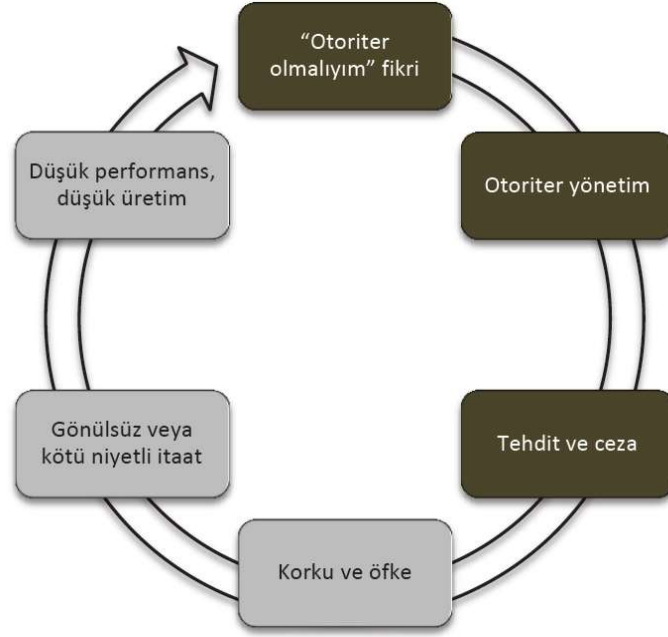 “Otoriter
olmalıyım” fikri
Otoriter yönetim
Tehdit ve ceza
Korku ve öfke
Gönülsüz veya
kötü niyetli itaat
Düşük performans,
düşük üretim